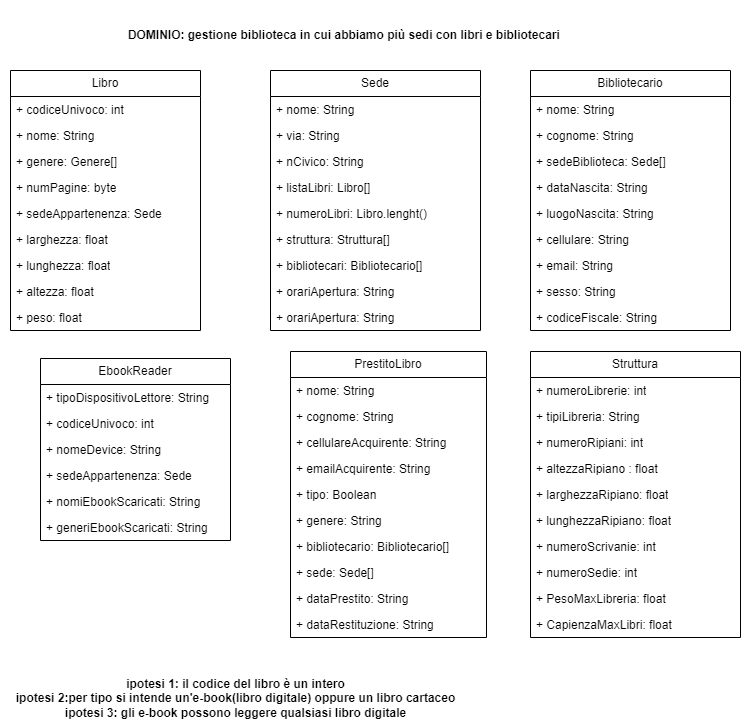 DOMINIO: gestione biblioteca in cui abbiamo più sedi con libri e bibliotecari
Libro
+ codiceUnivoco: int
+ nome: String
+ genere: Genere[]
+ numPagine: byte
+ sedeAppartenenza: Sede
+ larghezza: float
+ lunghezza: float
+ altezza: float
+ peso: float
Sede
+ nome: String
+ via: String
+ nCivico: String
+ listaLibri: Libro[]
+ numeroLibri: Libro.lenght()
+ struttura: Struttura[]
+ bibliotecari: Bibliotecario[]
+ orariApertura: String
+ orariApertura: String
Bibliotecario
+ nome: String
+ cognome: String
+ sedeBiblioteca: Sede[]
+ dataNascita: String
+ luogoNascita: String
+ cellulare: String
+ email: String
+ sesso: String
+ codiceFiscale: String
EbookReader
+ tipoDispositivoLettore: String
+ codiceUnivoco: int
+ nomeDevice: String
+ sedeAppartenenza: Sede
+ nomiEbookScaricati: String
+ generiEbookScaricati: String
PrestitoLibro
+ nome: String
+ cognome: String
+ cellulareAcquirente: String
+ emailAcquirente: String
+ tipo: Boolean
+ genere: String
+ bibliotecario: Bibliotecario[]
+ sede: Sede[]
+ dataPrestito: String
+ dataRestituzione: String
Struttura
+ numeroLibrerie: int
+ tipiLibreria: String
+ numeroRipiani: int
+ altezzaRipiano : float
+ larghezzaRipiano: float
+ lunghezzaRipiano: float
+ numeroScrivanie: int
+ numeroSedie: int
+ PesoMaxLibreria: float
+ CapienzaMaxLibri: float
ipotesi 1: il codice del libro è un intero
ipotesi 2:per tipo si intende un'e-book(libro digitale) oppure un libro cartaceo
ipotesi 3: gli e-book possono leggere qualsiasi libro digitale